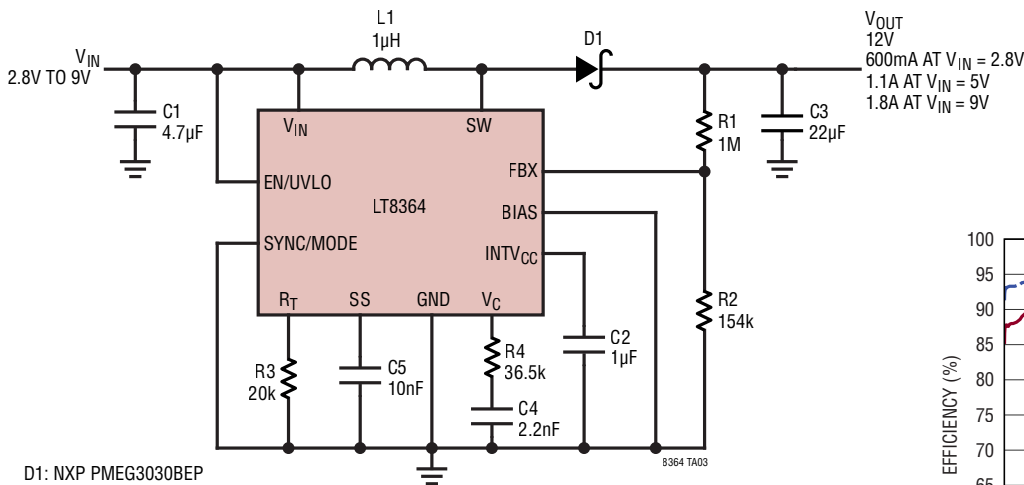 L1
1µH
D1
VIN
2.8V TO 9V
VOUT
12V
600mA AT VIN = 2.8V
1.1A AT VIN = 5V
1.8A AT VIN = 9V
C1
4.7µF
VIN
SW
R1
1M
C3
22µF
FBX
EN/UVLO
LT8364
BIAS
SYNC/MODE
INTVCC
RT
SS
GND
VC
R2
154k
R3
20k
C5
10nF
R4
36.5k
C4
2.2nF
C2
1µF
8364 TA03
D1: NXP PMEG3030BEP
100
95
90
85
80
75
70
65
EFFICIENCY (%)